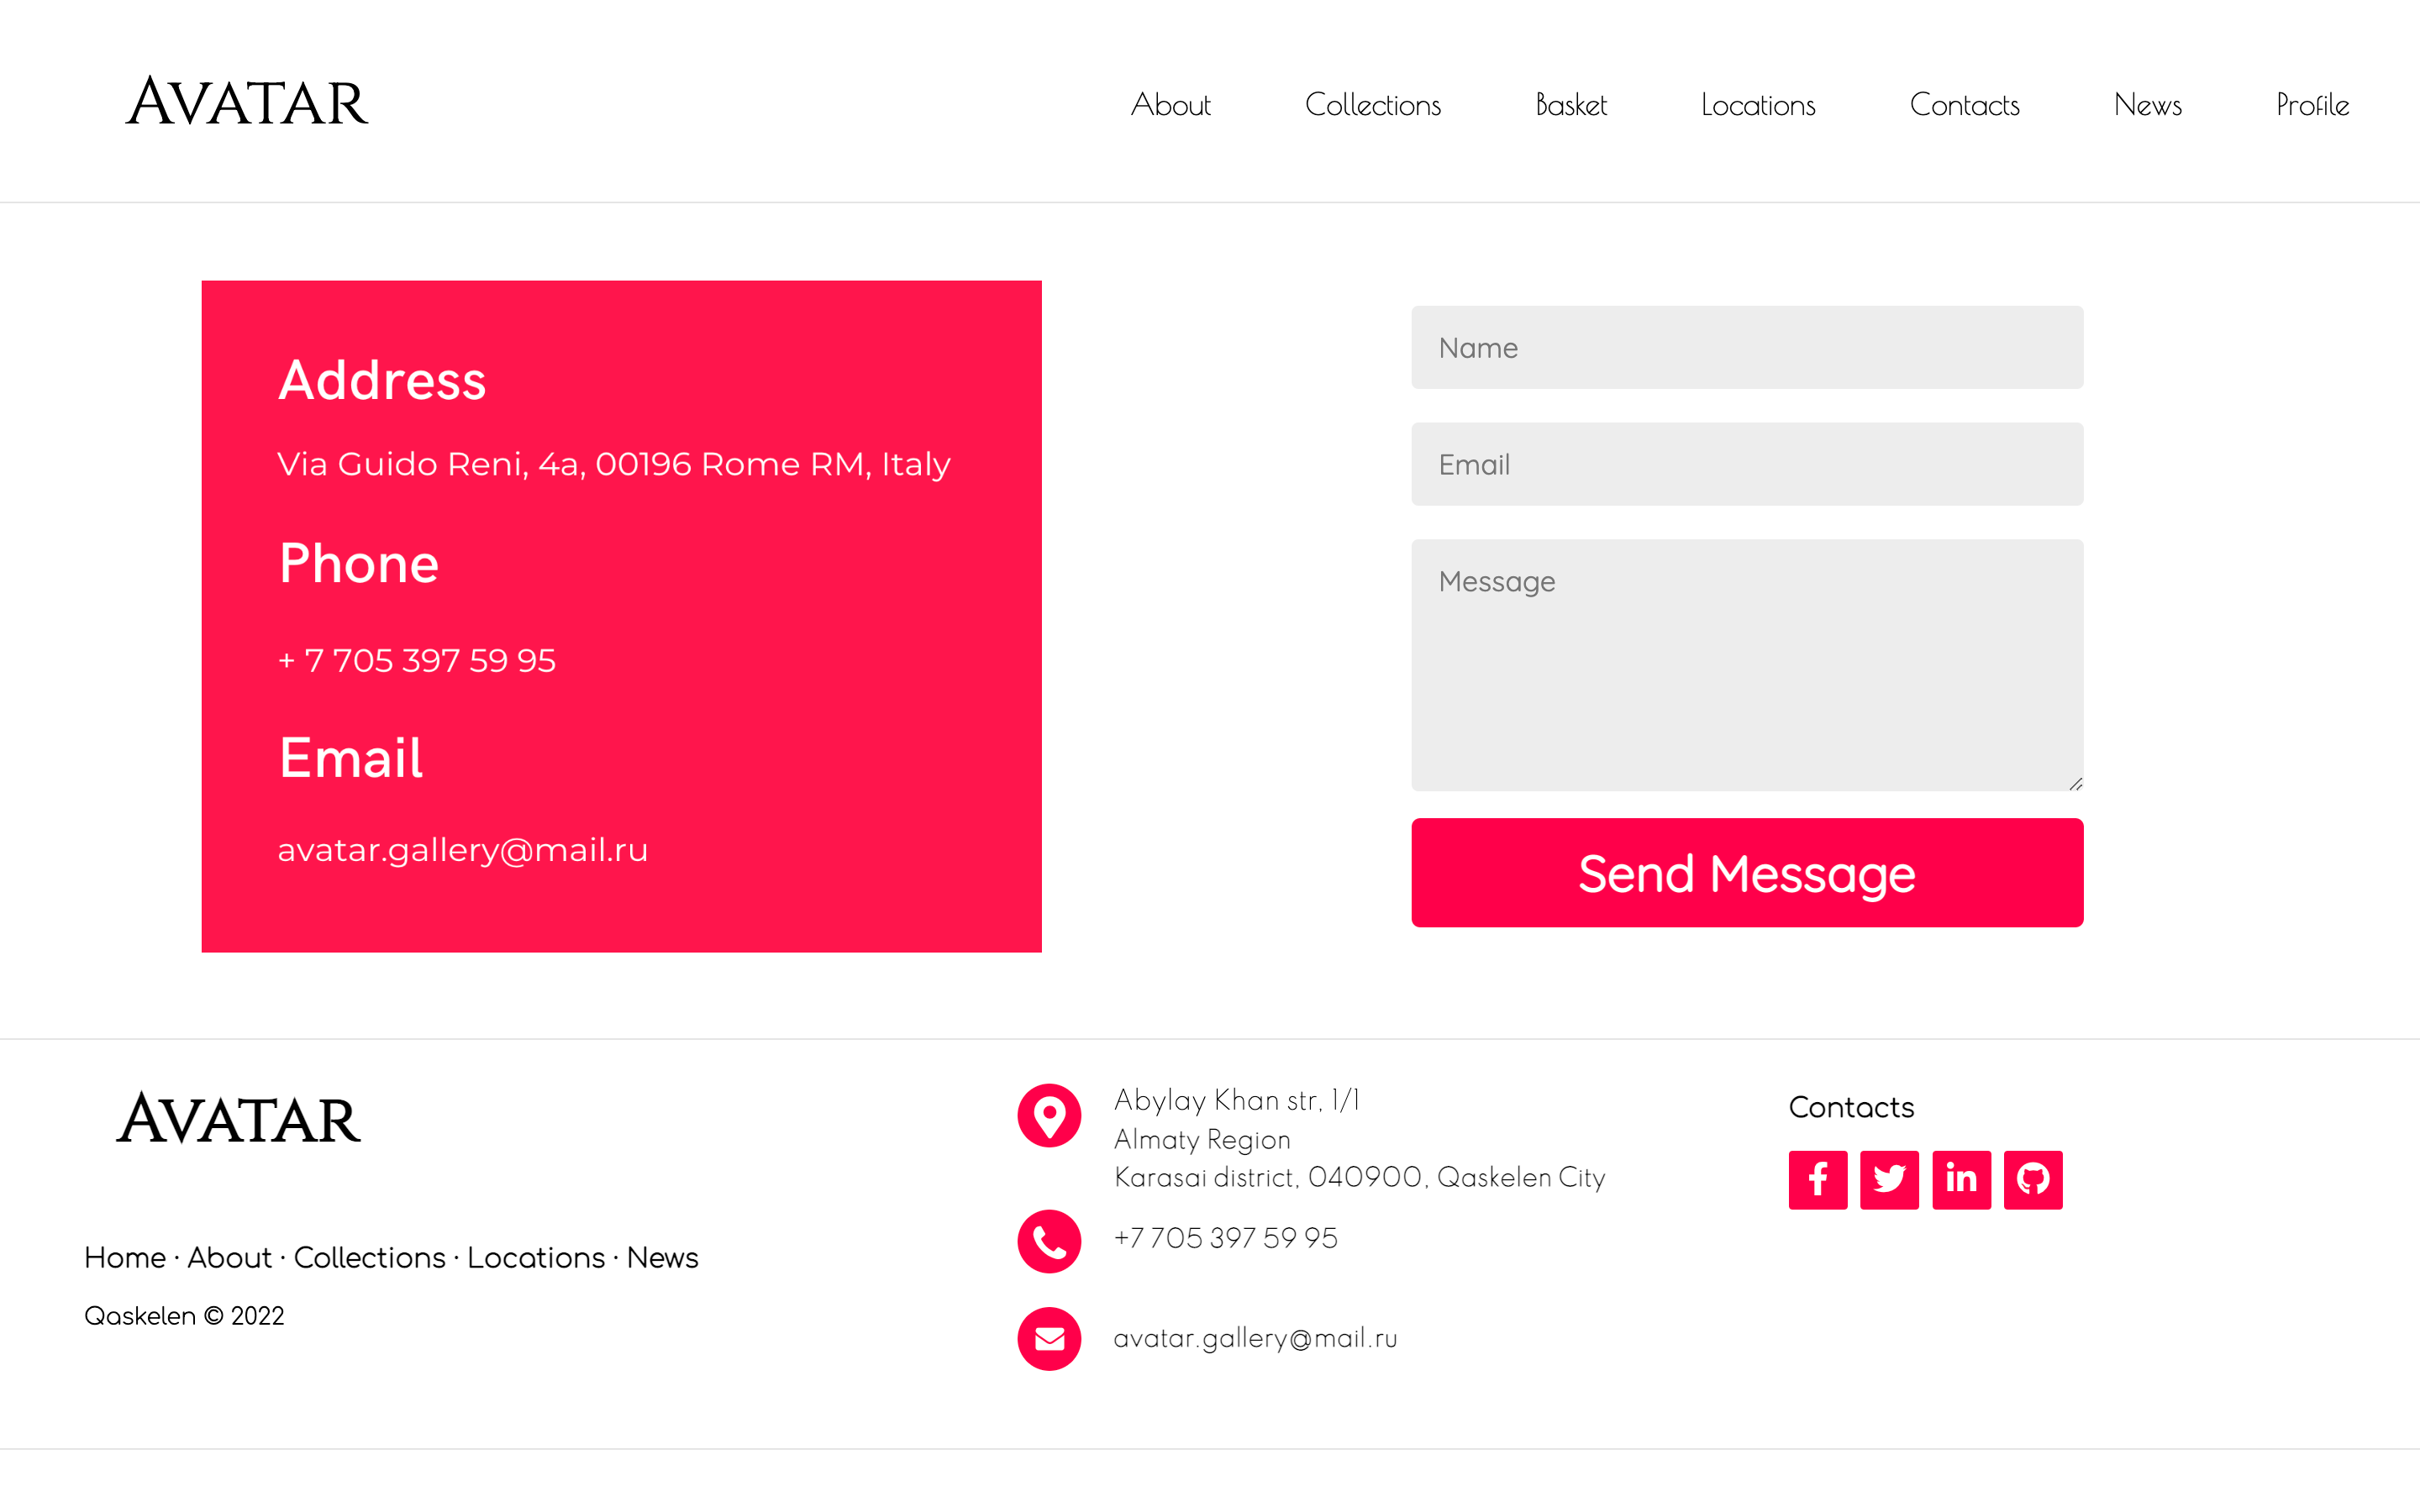 AVATAR
About Collections Basket Locations Contacts News Profile
Address
Via Guido Reni, 4a, 00196 Rome RM, Italy
Phone
+ 7 705 397 59 95
Email
avatar.gallery@mail.ru
Name
Email
Message
Send Message
AVATAR
Home · About · Collections · Locations · News
Qaskelen © 2022
Abylay Khan str, 1/1
Almaty Region
Karasai district, 040900, Qaskelen City
+7 705 397 59 95
avatar.gallery@mail.ru
Contacts